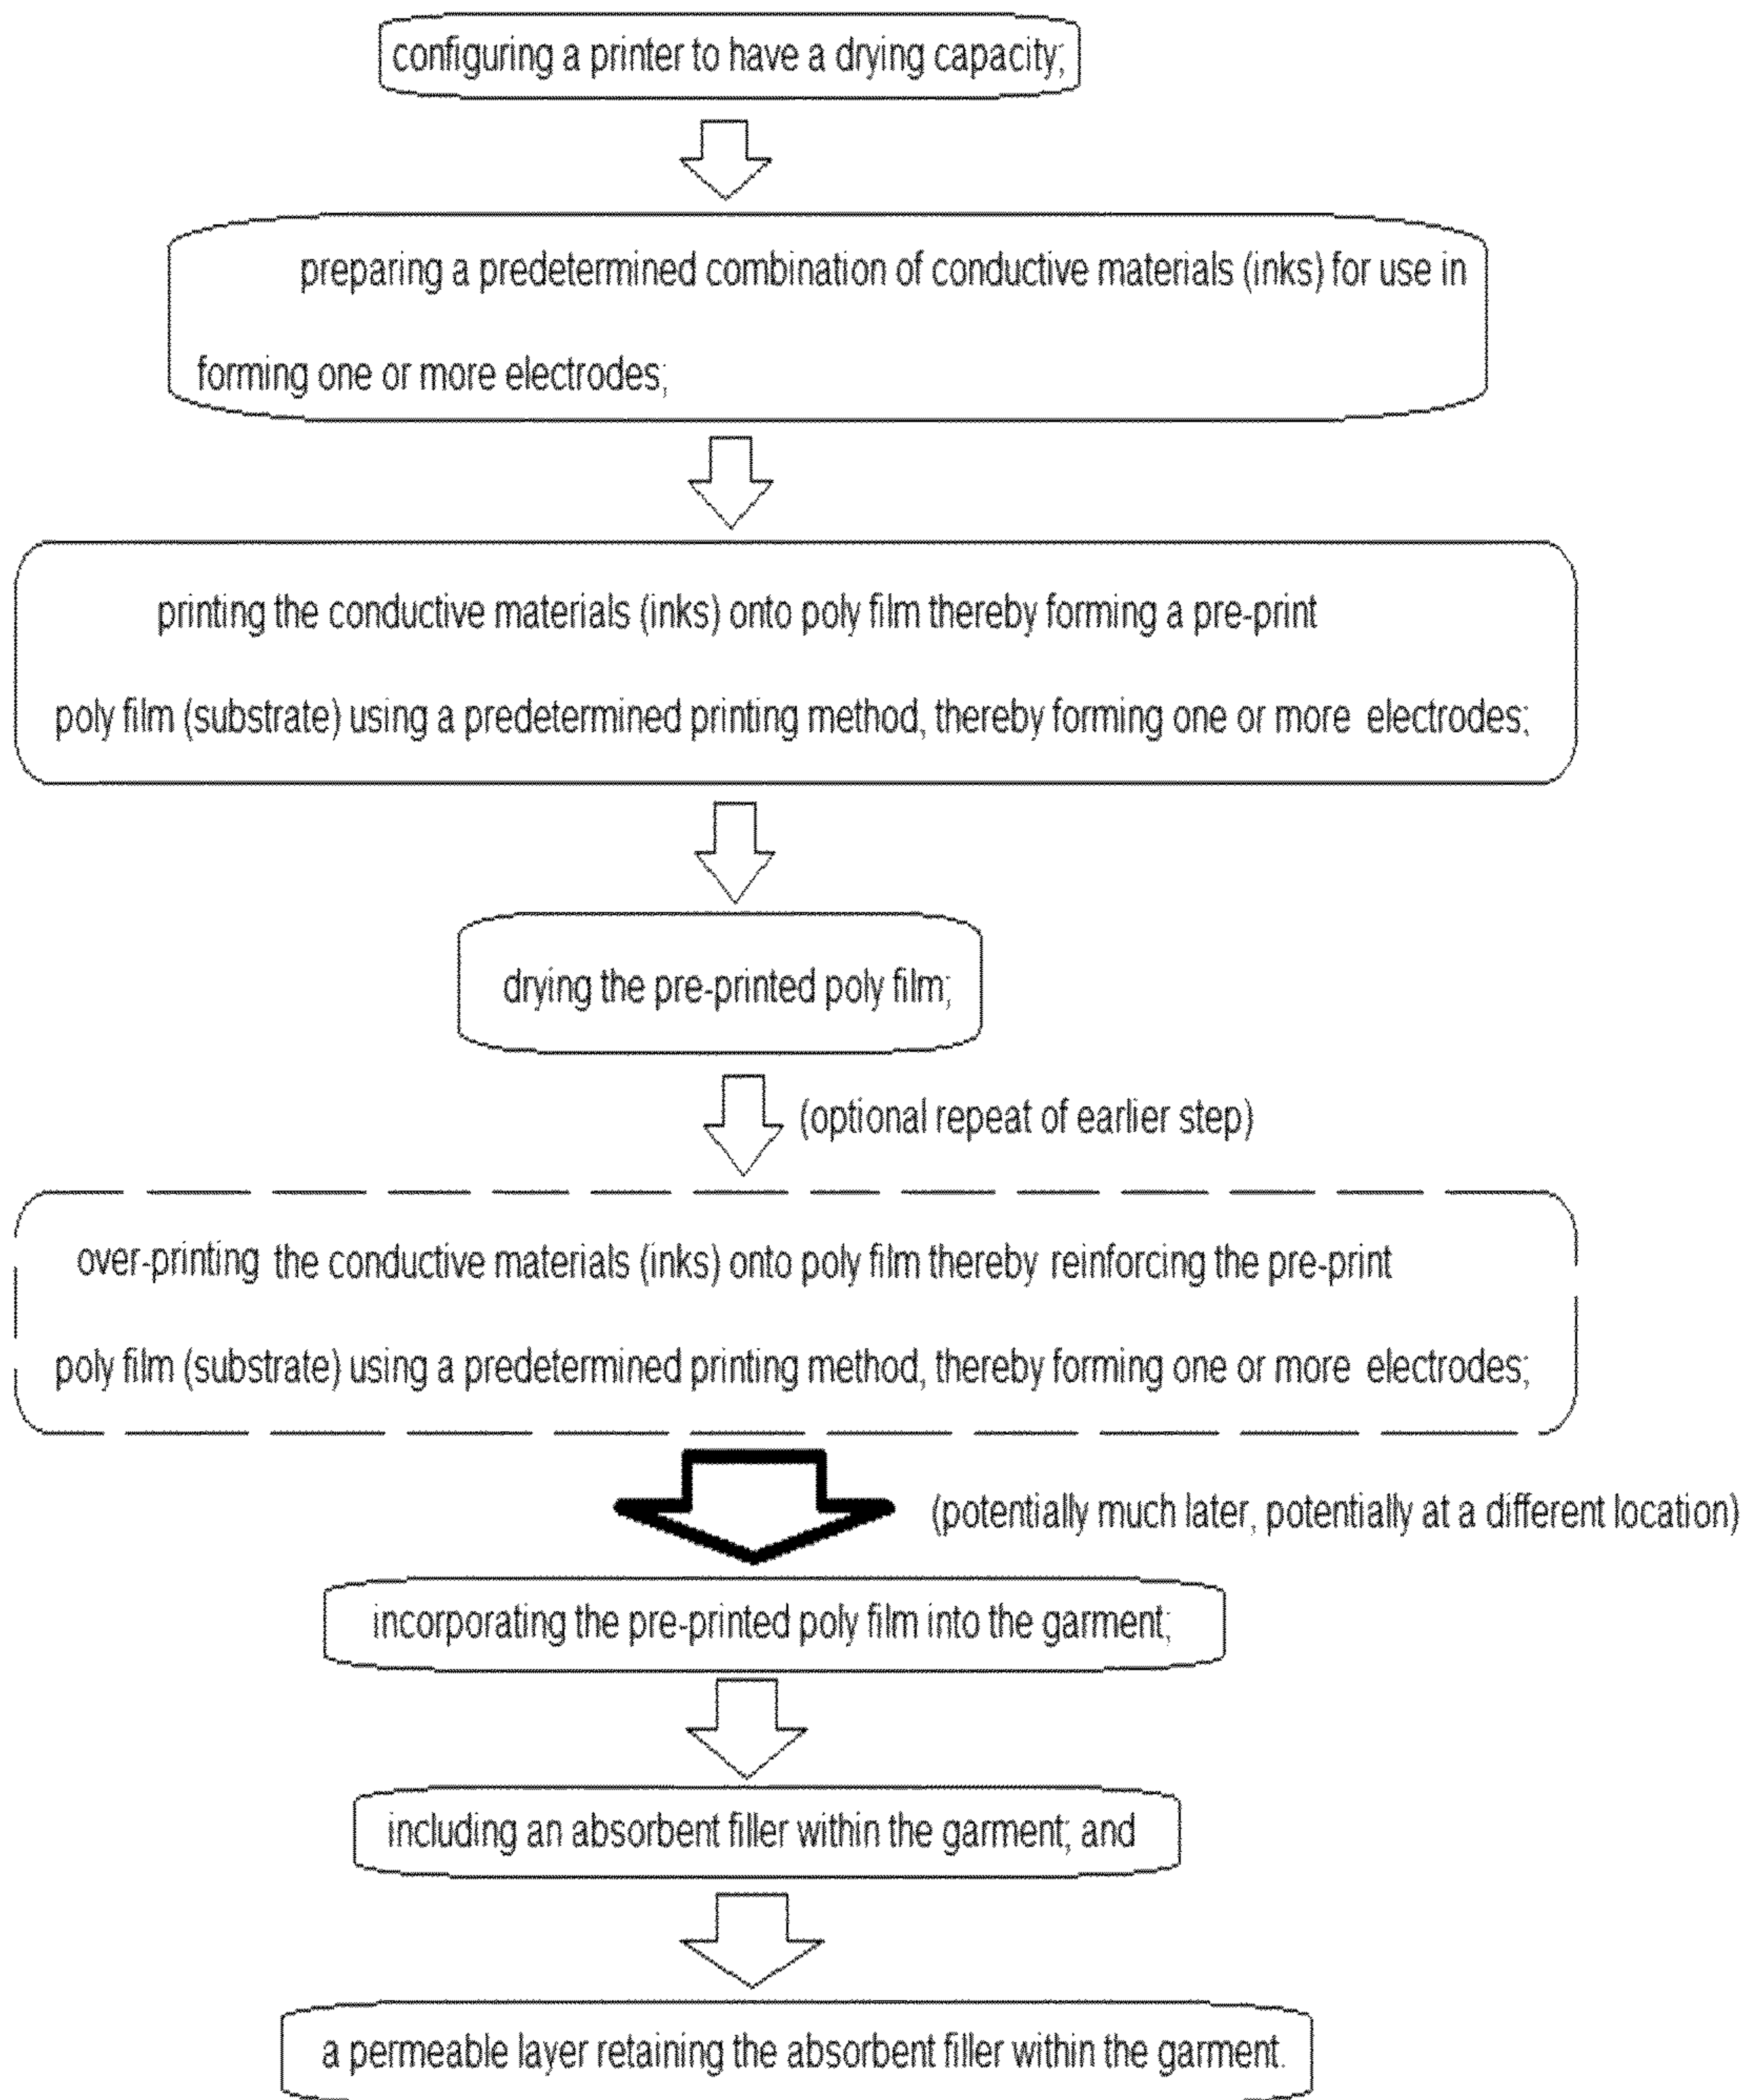 configuring a printer to have a drying capacity;
preparing a predetermined combination of conductive materials (inks) for use in
forming one or more electrodes;
printing the conductive materials (inks) onto poly film thereby forming a pre-print
poly film (substrate) using a predetermined printing method, thereby forming one or more electrodes;
drying the pre-printed poly film;
(optional repeat of earlier step)
over-printing the conductive materials (inks) onto poly film thereby reinforcing the pre-print
poly film (substrate) using a predetermined printing method, thereby forming one or more electrodes;
(potentially much later, potentially at a different location)
incorporating the pre-printed poly film into the garment;
including an absorbent filler within the garment; and
a permeable layer retaining the absorbent filler within the garment.